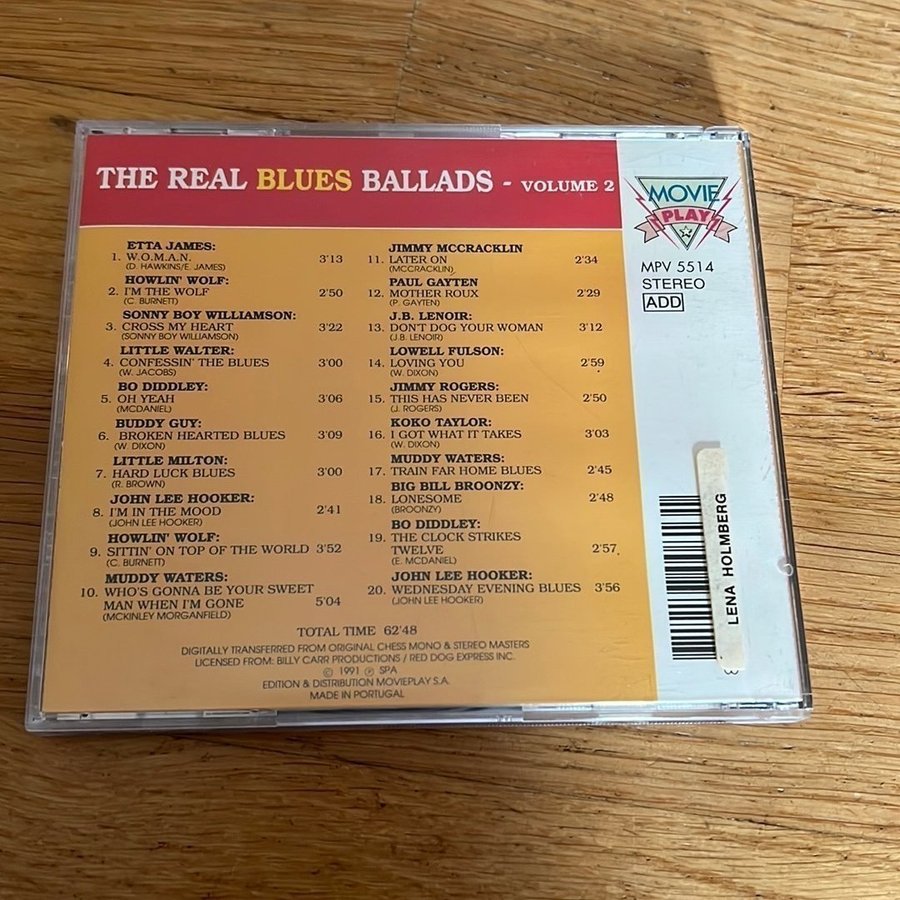 THE REAL BLUES BALLADS - VOLUME 2
ETTA JAMES:
1. W.O.M.A.N. 3'13
(D. HAWKINS/E. JAMES)
HOWLIN' WOLF:
2. I'M THE WOLF 2'50
(C. BURNETT)
SONNY BOY WILLIAMSON:
3. CROSS MY HEART 3'22
(SONNY BOY WILLIAMSON)
LITTLE WALTER:
4. CONFESSIN' THE BLUES 3'00
(W. JACOBS)
BO DIDDLEY:
5. OH YEAH 3'06
(MCDANIEL)
BUDDY GUY:
6. BROKEN HEARTED BLUES 3'09
(W. DIXON)
LITTLE MILTON:
7. HARD LUCK BLUES 3'00
(R. BROWN)
JOHN LEE HOOKER:
8. I'M IN THE MOOD 2'41
(JOHN LEE HOOKER)
HOWLIN' WOLF:
9. SITTIN' ON TOP OF THE WORLD 3'52
(C. BURNETT)
MUDDY WATERS:
10. WHO'S GONNA BE YOUR SWEET
MAN WHEN I'M GONE 5'04
(MCKINLEY MORGANFIELD)
JIMMY MCCRACKLIN
11. LATER ON 2'34
(MCCRACKLIN)
PAUL GAYTEN
12. MOTHER ROUX 2'29
(P. GAYTEN)
J.B. LENOIR:
13. DON'T DOG YOUR WOMAN 3'12
(J.B. LENOIR)
LOWELL FULSON:
14. LOVING YOU 2'59
(W. DIXON)
JIMMY ROGERS:
15. THIS HAS NEVER BEEN 2'50
(J. ROGERS)
KOKO TAYLOR:
16. I GOT WHAT IT TAKES 3'03
(W. DIXON)
MUDDY WATERS:
17. TRAIN FAR HOME BLUES 2'45
BIG BILL BROONZY:
18. LONESOME 2'48
(BROONZY)
BO DIDDLEY:
19. THE CLOCK STRIKES
TWELVE 2'57
(E. MCDANIEL)
JOHN LEE HOOKER:
20. WEDNESDAY EVENING BLUES 3'56
(JOHN LEE HOOKER)
TOTAL TIME 62'48
DIGITALLY TRANSFERRED FROM ORIGINAL CHESS MONO & STEREO MASTERS
LICENSED FROM: BILLY CARR PRODUCTIONS / RED DOG EXPRESS INC.
© 1991 ℗ SPA
EDITION & DISTRIBUTION MOVIEPLAY S.A.
MADE IN PORTUGAL
MOVIE
PLAY
MPV 5514
STEREO
ADD
LENA HOLMBERG